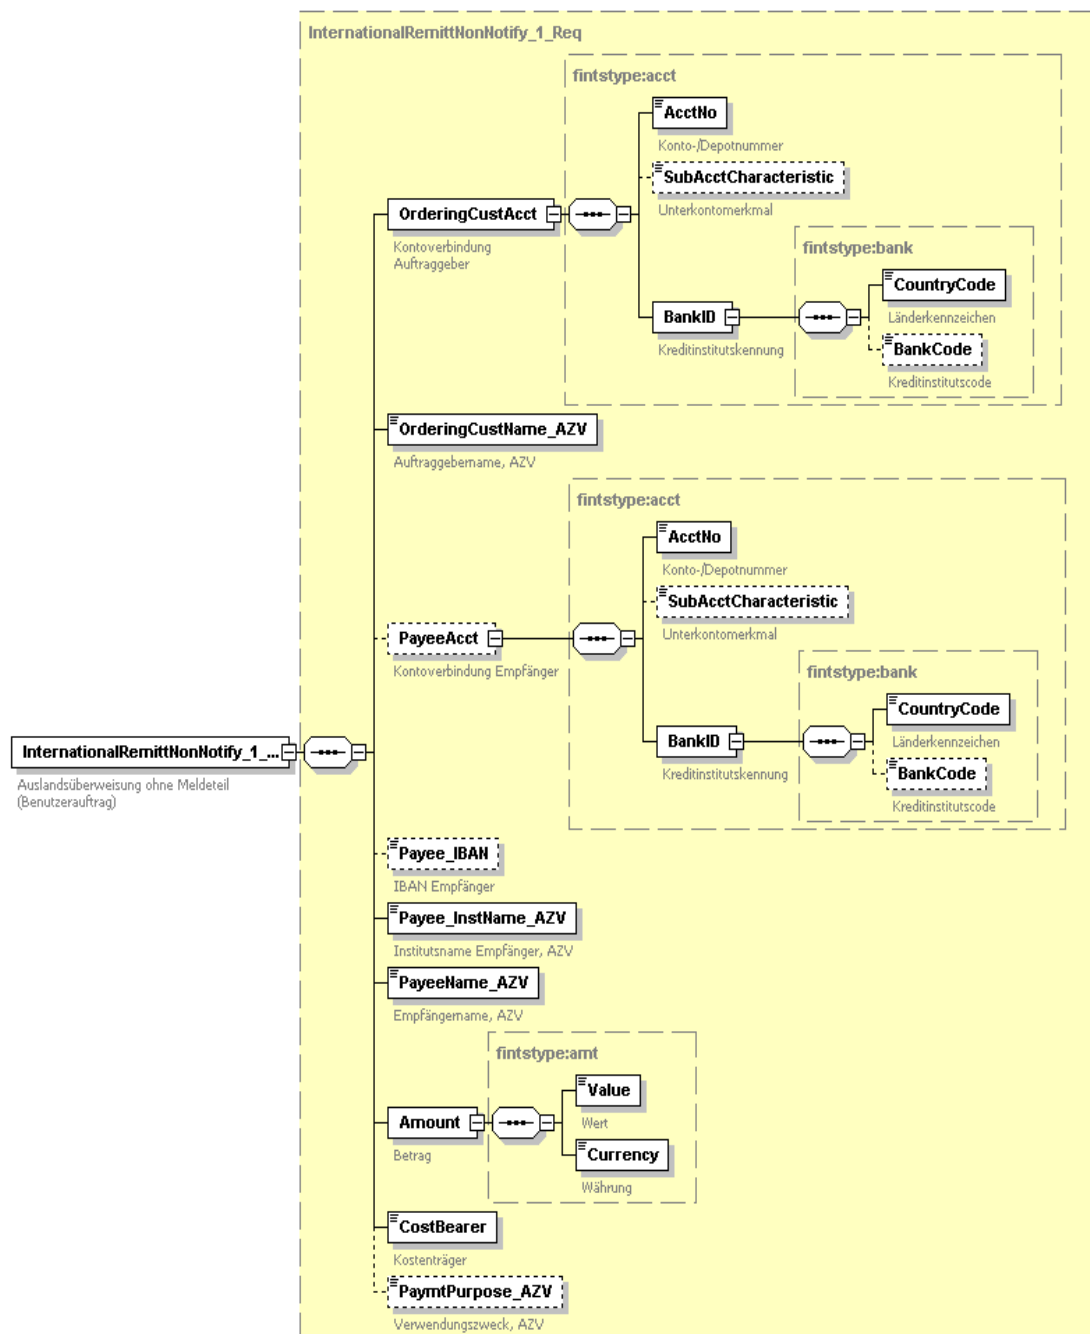 InternationalRemittNonNotify_1_Req
fintstype:acct
AcctNo
Konto-/Depotnummer
SubAcctCharacteristic
Unterkontomerkmal
OrderingCustAcct
Kontoverbindung
Auftraggeber
fintstype:bank
CountryCode
Länderkennzeichen
BankID
Kreditinstitutskennung
BankCode
Kreditinstitutscode
OrderingCustName_AZV
Auftraggebername, AZV
fintstype:acct
AcctNo
Konto-/Depotnummer
SubAcctCharacteristic
Unterkontomerkmal
PayeeAcct
Kontoverbindung Empfänger
fintstype:bank
CountryCode
Länderkennzeichen
BankID
Kreditinstitutskennung
BankCode
Kreditinstitutscode
InternationalRemittNonNotify_1_...
Auslandsüberweisung ohne Meldeteil
(Benutzerauftrag)
Payee_IBAN
IBAN Empfänger
Payee_InstName_AZV
Institutsname Empfänger, AZV
PayeeName_AZV
Empfängername, AZV
fintstype:amt
Value
Wert
Amount
Betrag
Currency
Währung
CostBearer
Kostenträger
PaymtPurpose_AZV
Verwendungszweck, AZV